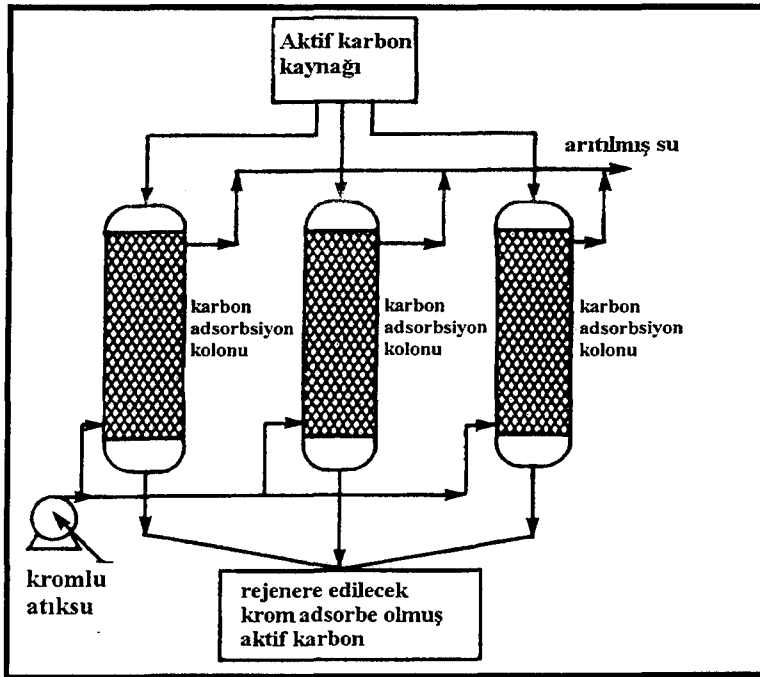 Aktif karbon
kaynağı
arıtılmış su
karbon
adsorbsiyon
kolonu
karbon
adsorbsiyon
kolonu
karbon
adsorbsiyon
kolonu
kromlu
atıksu
rejenere edilecek
krom adsorbe olmuş
aktif karbon